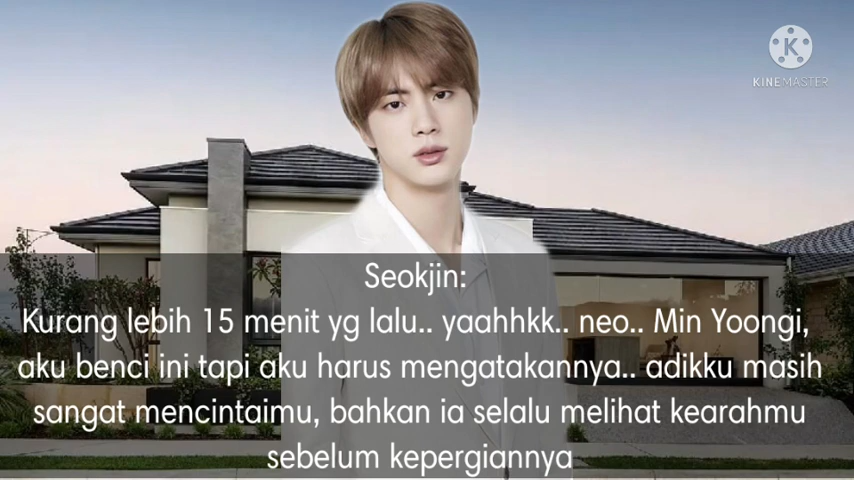 KINEMASTER
Seokjin:
Kurang lebih 15 menit yg lalu.. yaahhkk.. neo.. Min Yoongi,
aku benci ini tapi aku harus mengatakannya.. adikku masih
sangat mencintaimu, bahkan ia selalu melihat kearahmu
sebelum kepergiannya